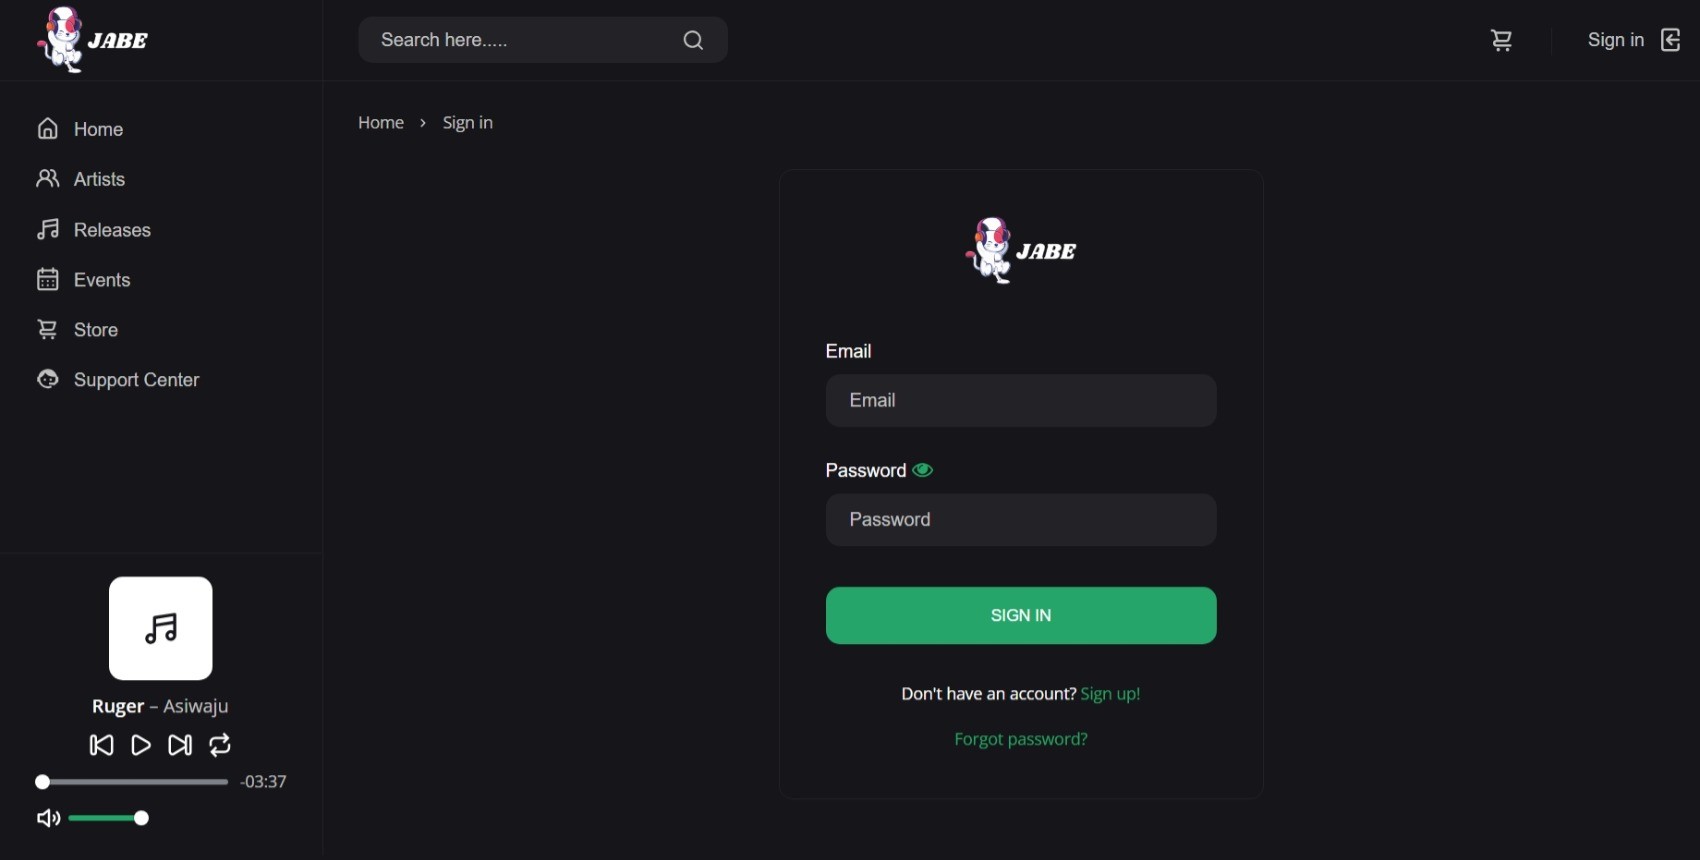 JABE
Search here.....
Sign in
Home
Artists
Releases
Events
Store
Support Center
Home › Sign in
JABE
Email
Email
Password
Password
SIGN IN
Don't have an account? Sign up!
Forgot password?
Ruger – Asiwaju
-03:37